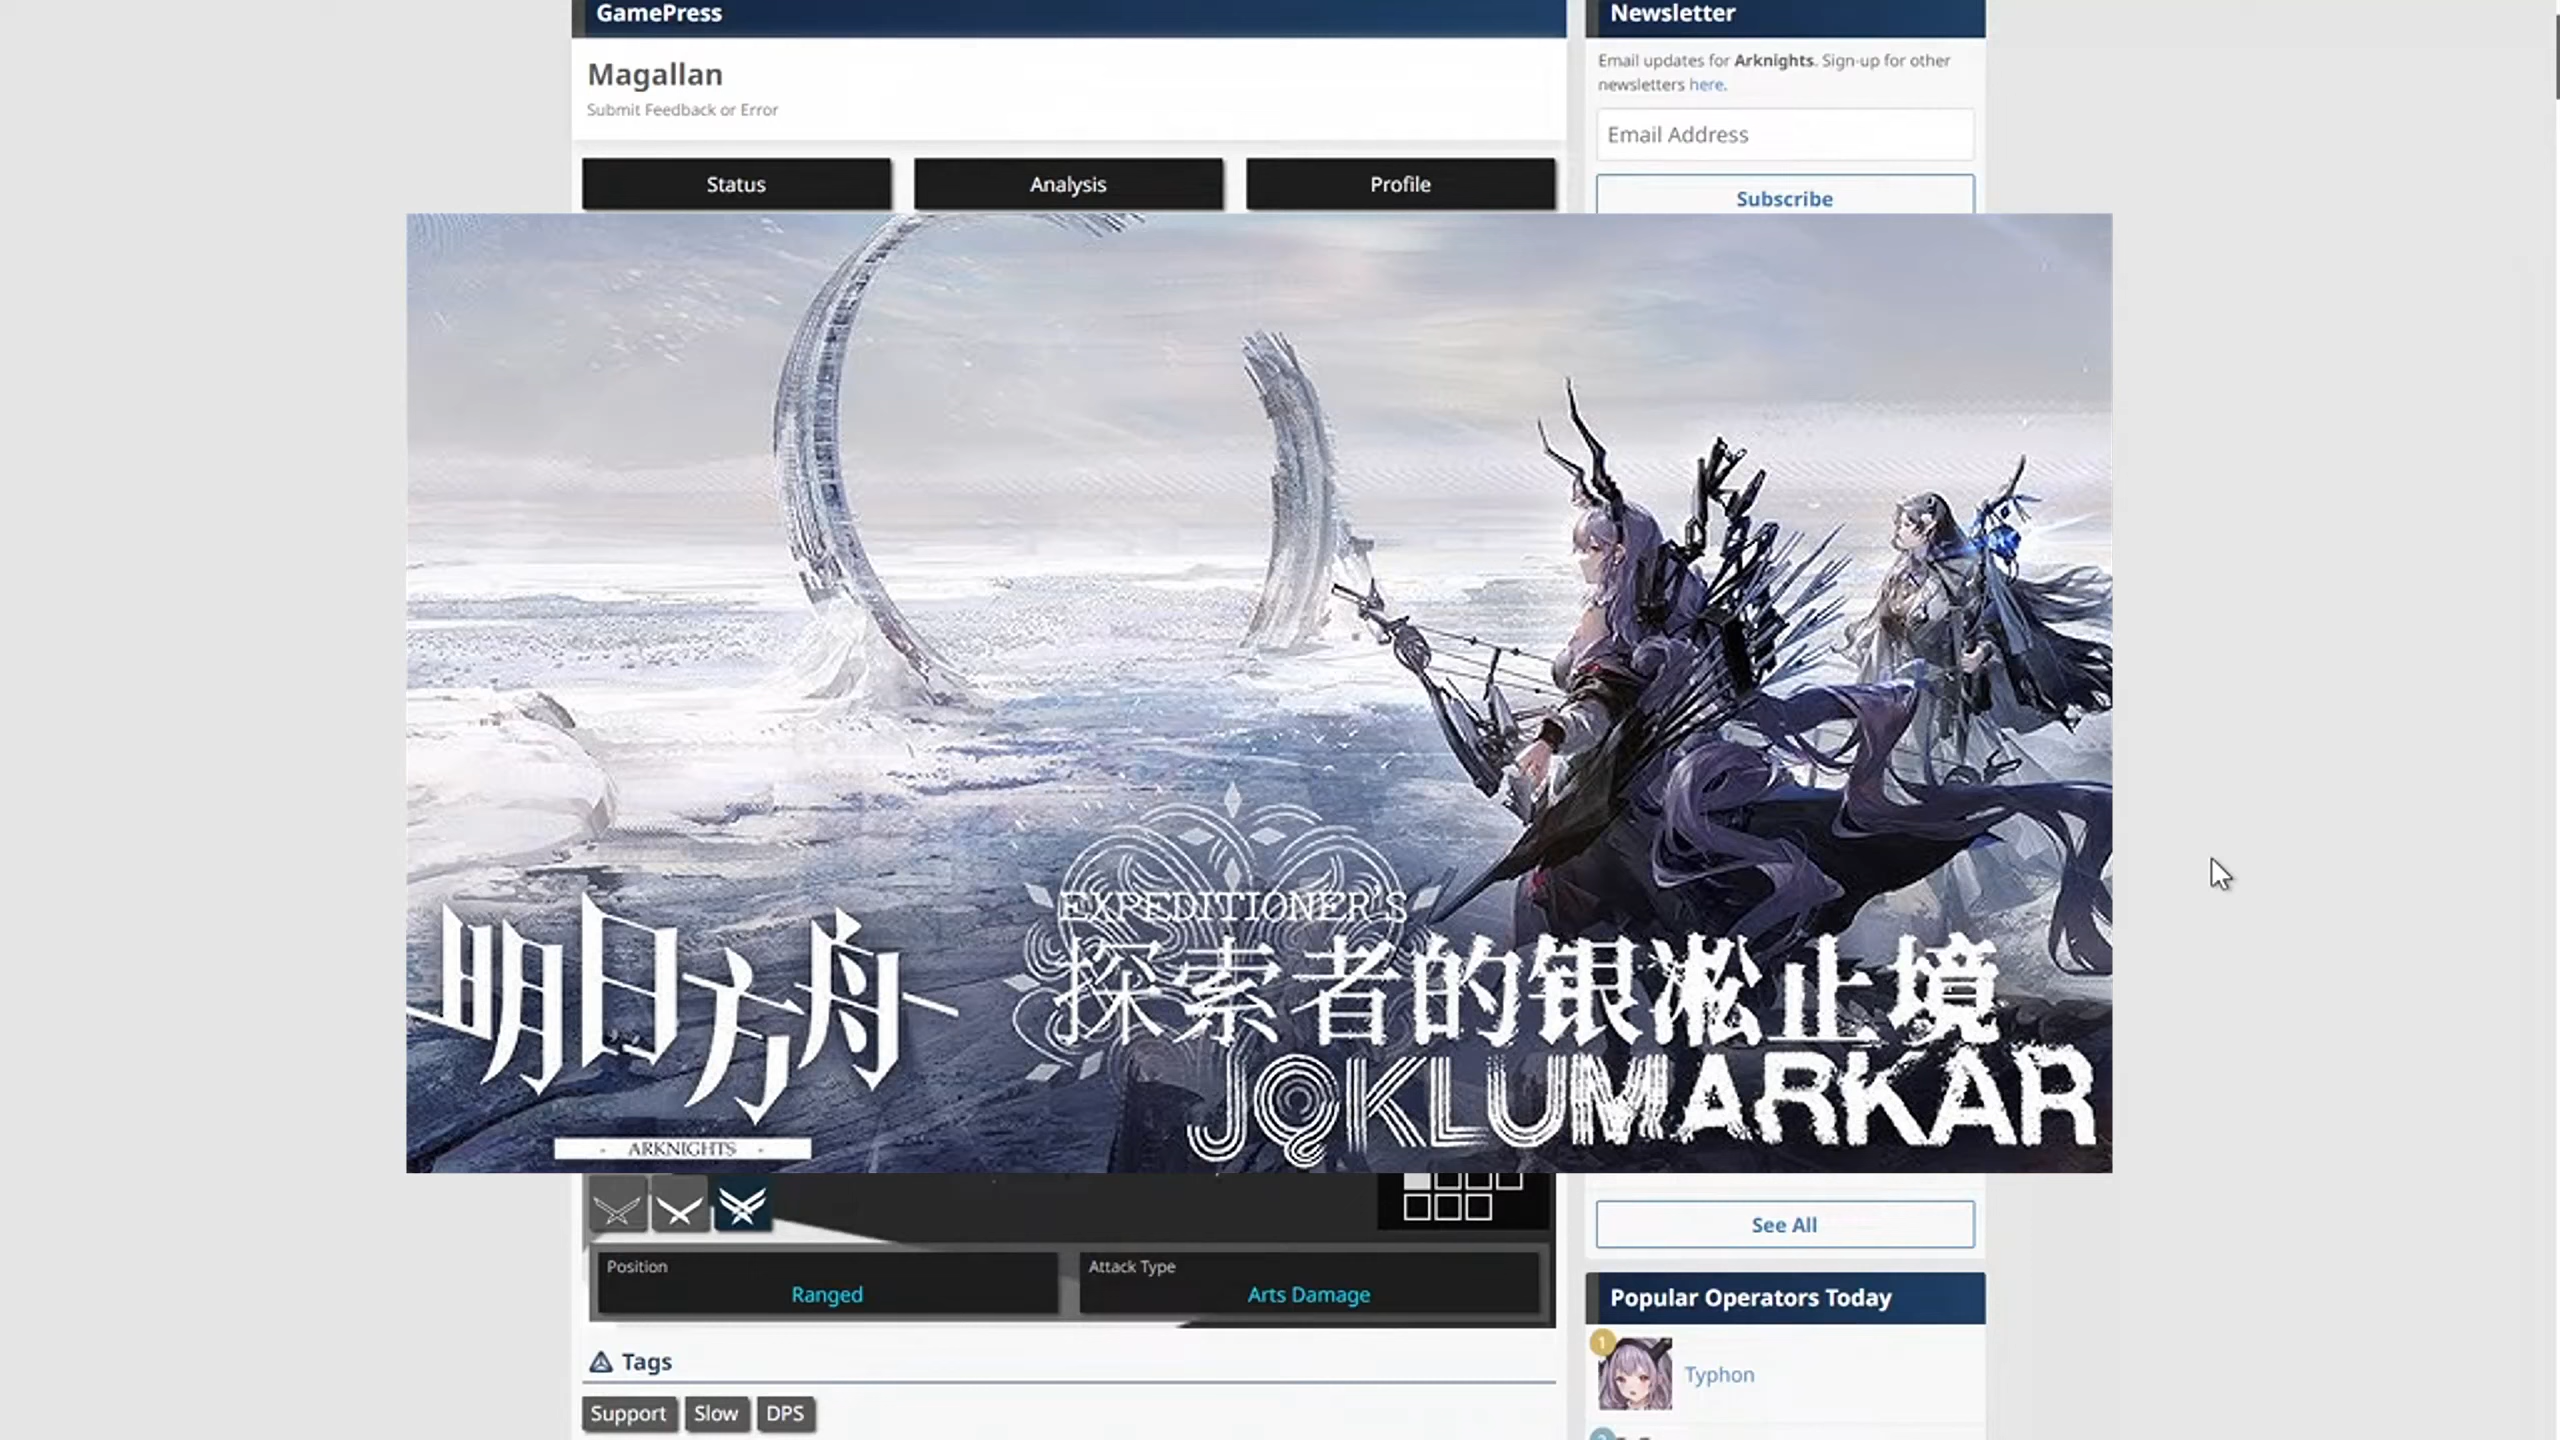 GamePress
Newsletter
Magallan
Submit Feedback or Error
Email updates for Arknights. Sign-up for other
newsletters here.
Email Address
Status
Analysis
Profile
Subscribe
EXPEDITIONER'S
明日方舟
探索者的银凇止境
JOKLUMARKAR
- ARKNIGHTS -
See All
Position
Ranged
Attack Type
Arts Damage
Popular Operators Today
Tags
1
Typhon
Support
Slow
DPS